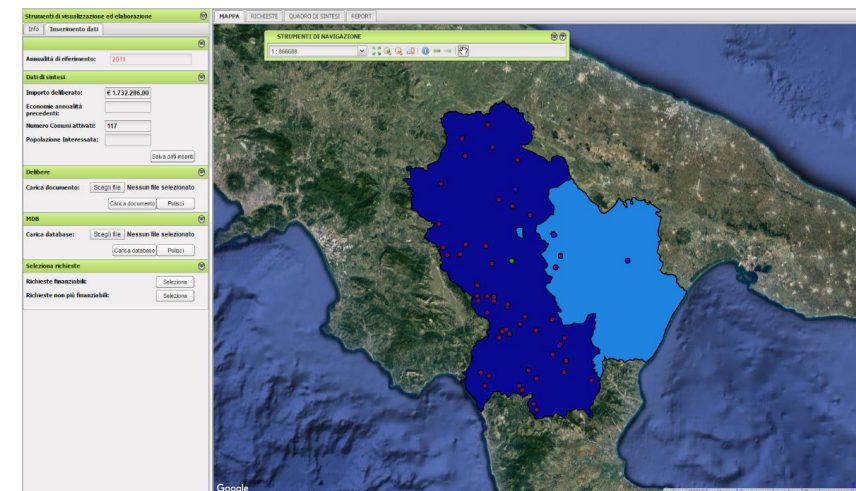 Strumenti di visualizzazione ed elaborazione
Info Inserimento dati
Annualità di riferimento: 2011
Dati di sintesi
Importo deliberato: € 1.732.206,00
Economie annualità
precedenti:
Numero Comuni attivati: 117
Popolazione Interessata:
Salva dati inseriti
Delibere
Carica documento: Scegli file Nessun file selezionato
Carica documento Pulisci
MDB
Carica database: Scegli file Nessun file selezionato
Carica database Pulisci
Seleziona richieste
Richieste finanziabili: Seleziona
Richieste non più finanziabili: Seleziona
MAPPA RICHIESTE QUADRO DI SINTESI REPORT
STRUMENTI DI NAVIGAZIONE
1 : 866688
Google